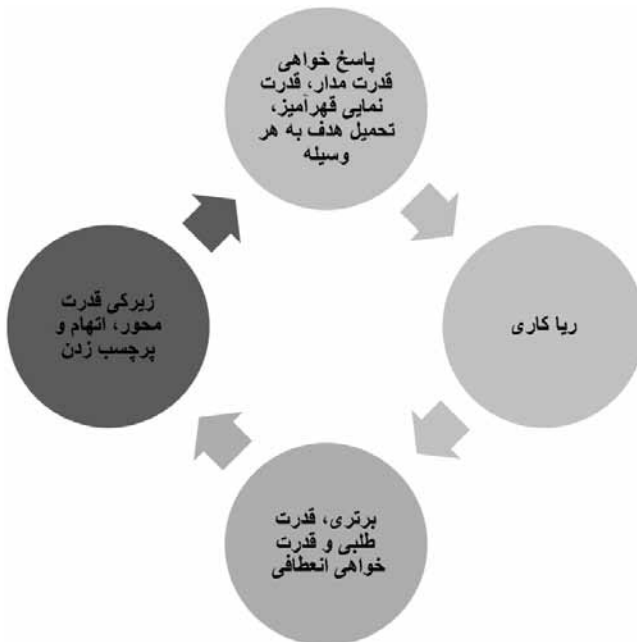 پاسخ خواهی
قدرت مدار، قدرت
نمایی قهرآمیز،
تحمیل هدف به هر
وسیله
ریا کاری
برتری، قدرت
طلبی و قدرت
خواهی انعطافی
زیرکی قدرت
محور، اتهام و
پرچسب زدن